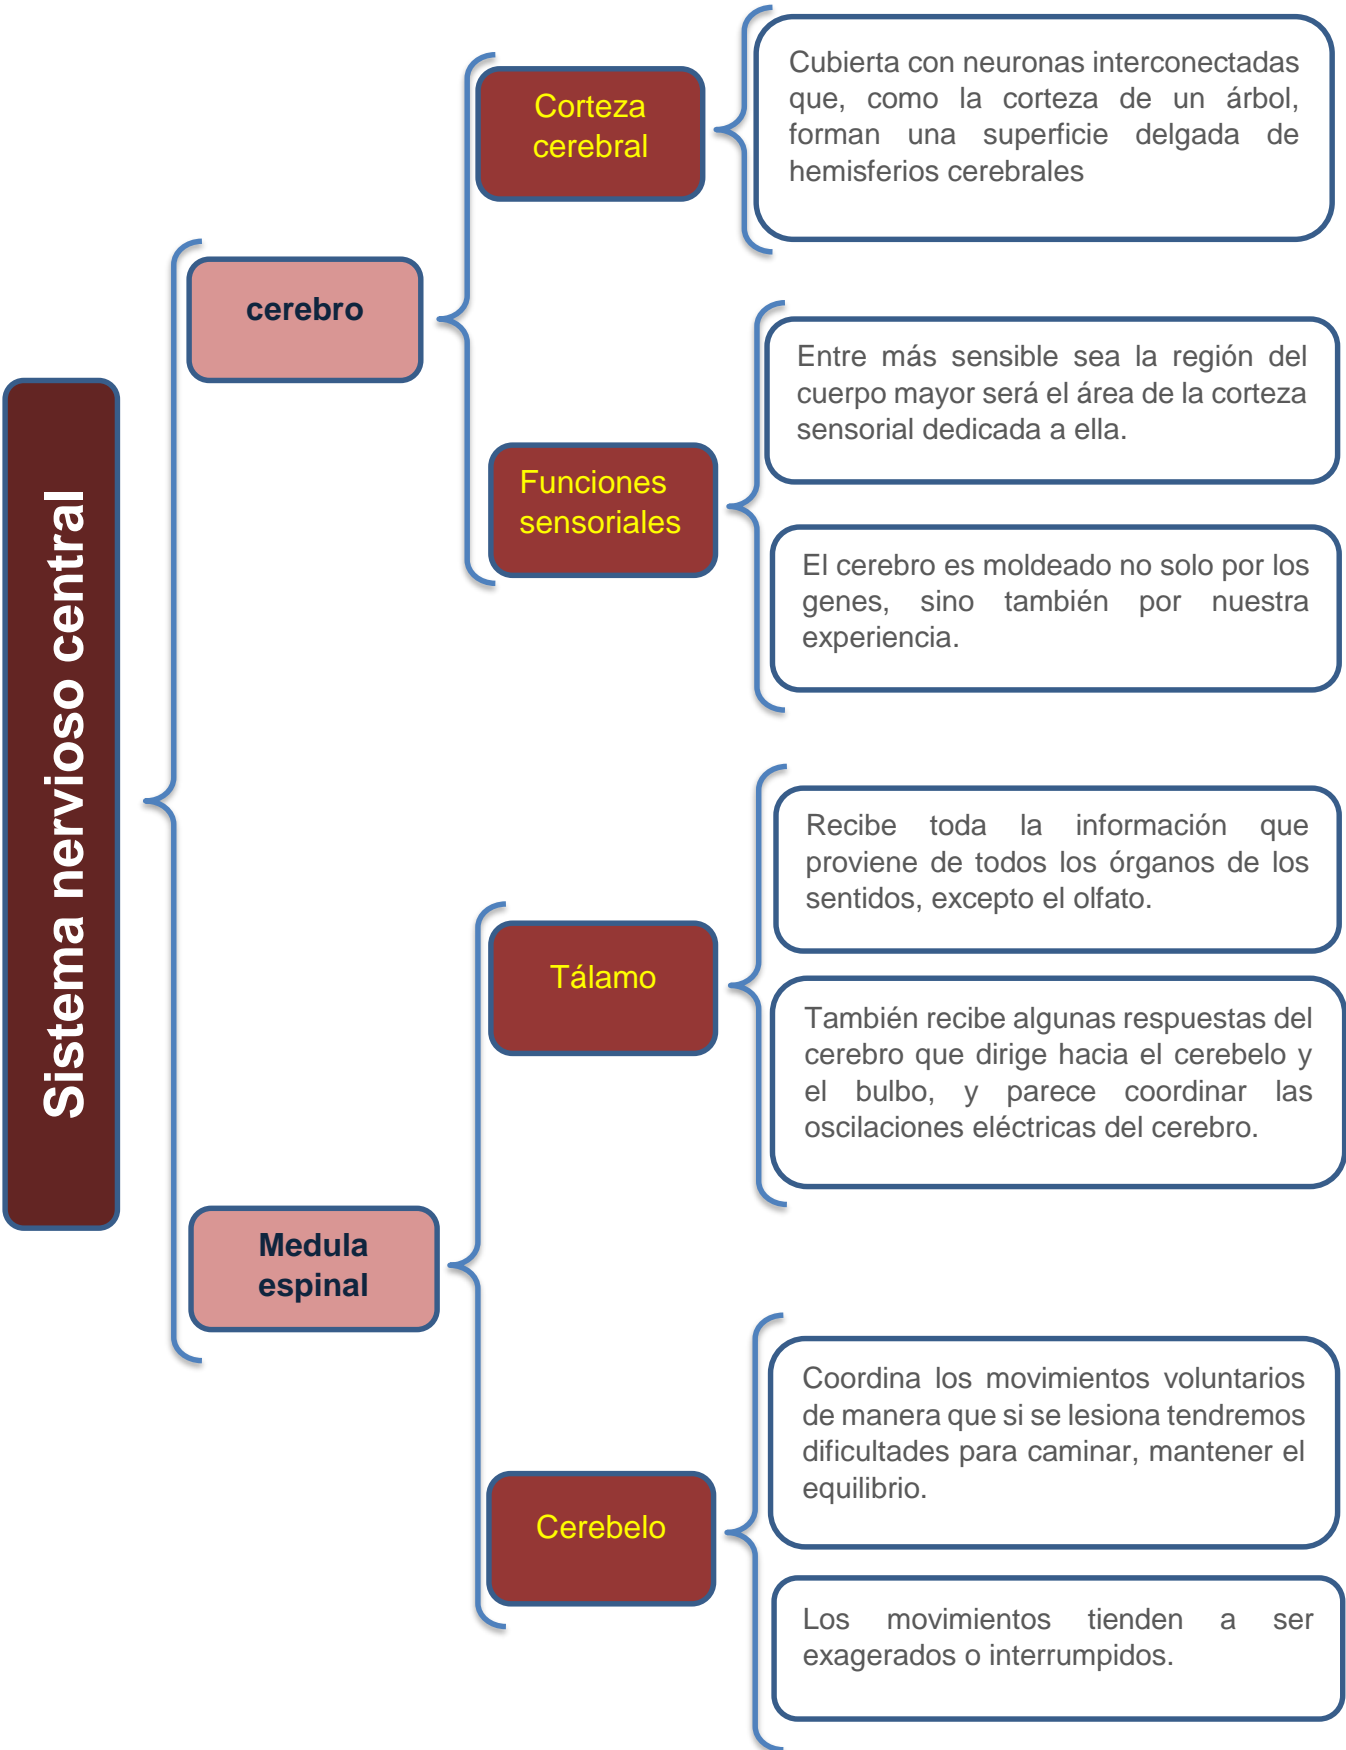 Sistema nervioso central
cerebro
Corteza
cerebral
Cubierta con neuronas interconectadas
que, como la corteza de un árbol,
forman una superficie delgada de
hemisferios cerebrales
Funciones
sensoriales
Entre más sensible sea la región del
cuerpo mayor será el área de la corteza
sensorial dedicada a ella.
El cerebro es moldeado no solo por los
genes, sino también por nuestra
experiencia.
Medula
espinal
Tálamo
Recibe toda la información que
proviene de todos los órganos de los
sentidos, excepto el olfato.
También recibe algunas respuestas del
cerebro que dirige hacia el cerebelo y
el bulbo, y parece coordinar las
oscilaciones eléctricas del cerebro.
Cerebelo
Coordina los movimientos voluntarios
de manera que si se lesiona tendremos
dificultades para caminar, mantener el
equilibrio.
Los movimientos tienden a ser
exagerados o interrumpidos.